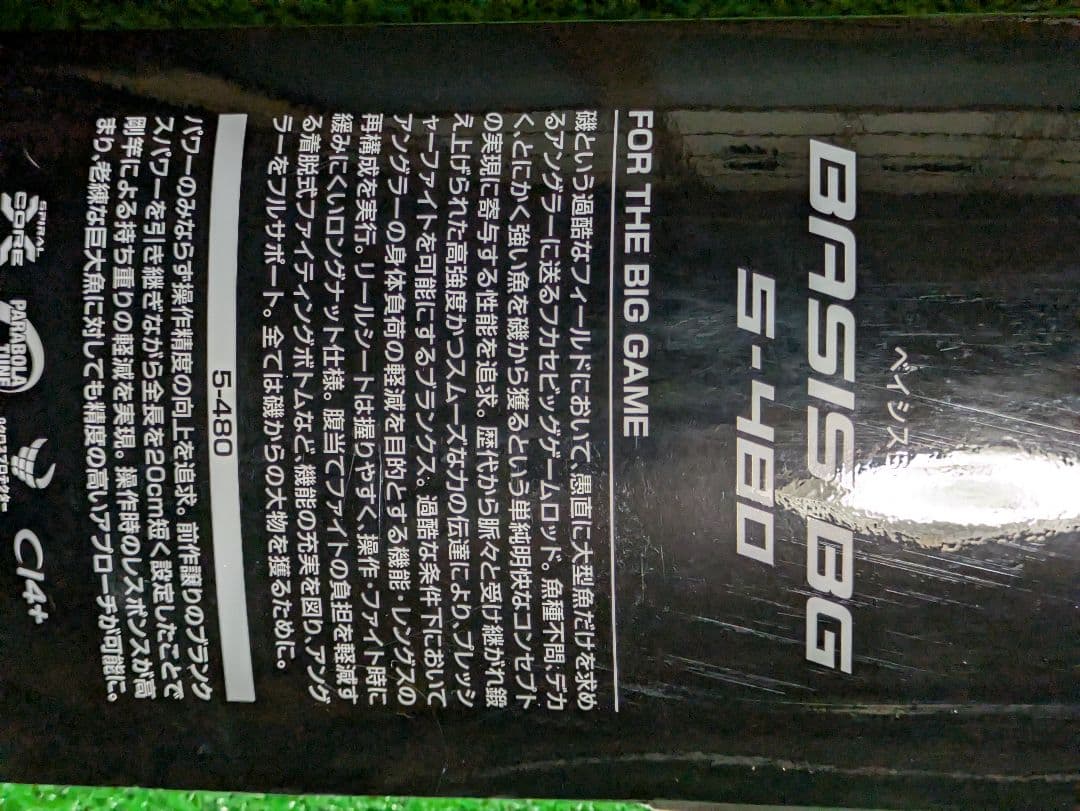 ベイシス
BASIS BG
5-480
FOR THE BIG GAME
磯という過酷なフィールドにおいて、愚直に大型魚だけを求め
るアングラーに送るフカセビッグゲームロッド。魚種不問、デカ
く、とにかく強い魚を磯から獲るという単純明快なコンセプト
の実現に寄与する性能を追求。歴代から脈々と受け継がれ鍛
え上げられた高強度かつスムーズな力の伝達により、プレッシ
ャーファイトを可能にするブランクス。過酷な条件下において
アングラーの身体負荷の軽減を目的とする機能・レングスの
再構成を実行。リールシートは握りやすく、操作・ファイト時に
緩みにくいロングナット仕様。腹当てファイトの負担を軽減す
る着脱式ファイティングボトムなど、機能の充実を図り、アング
ラーをフルサポート。全ては磯からの大物を獲るために。
5-480
パワーのみならず操作精度の向上を追求。前作譲りのブランク
スパワーを引き継ぎながら全長を20cm短く設定したことで
剛竿による持ち重りの軽減を実現。操作時のレスポンスが高
まり、老練な巨大魚に対しても精度の高いアプローチが可能に。
SPIRAL
CORE
PARABOLA
TUNE
CI4+